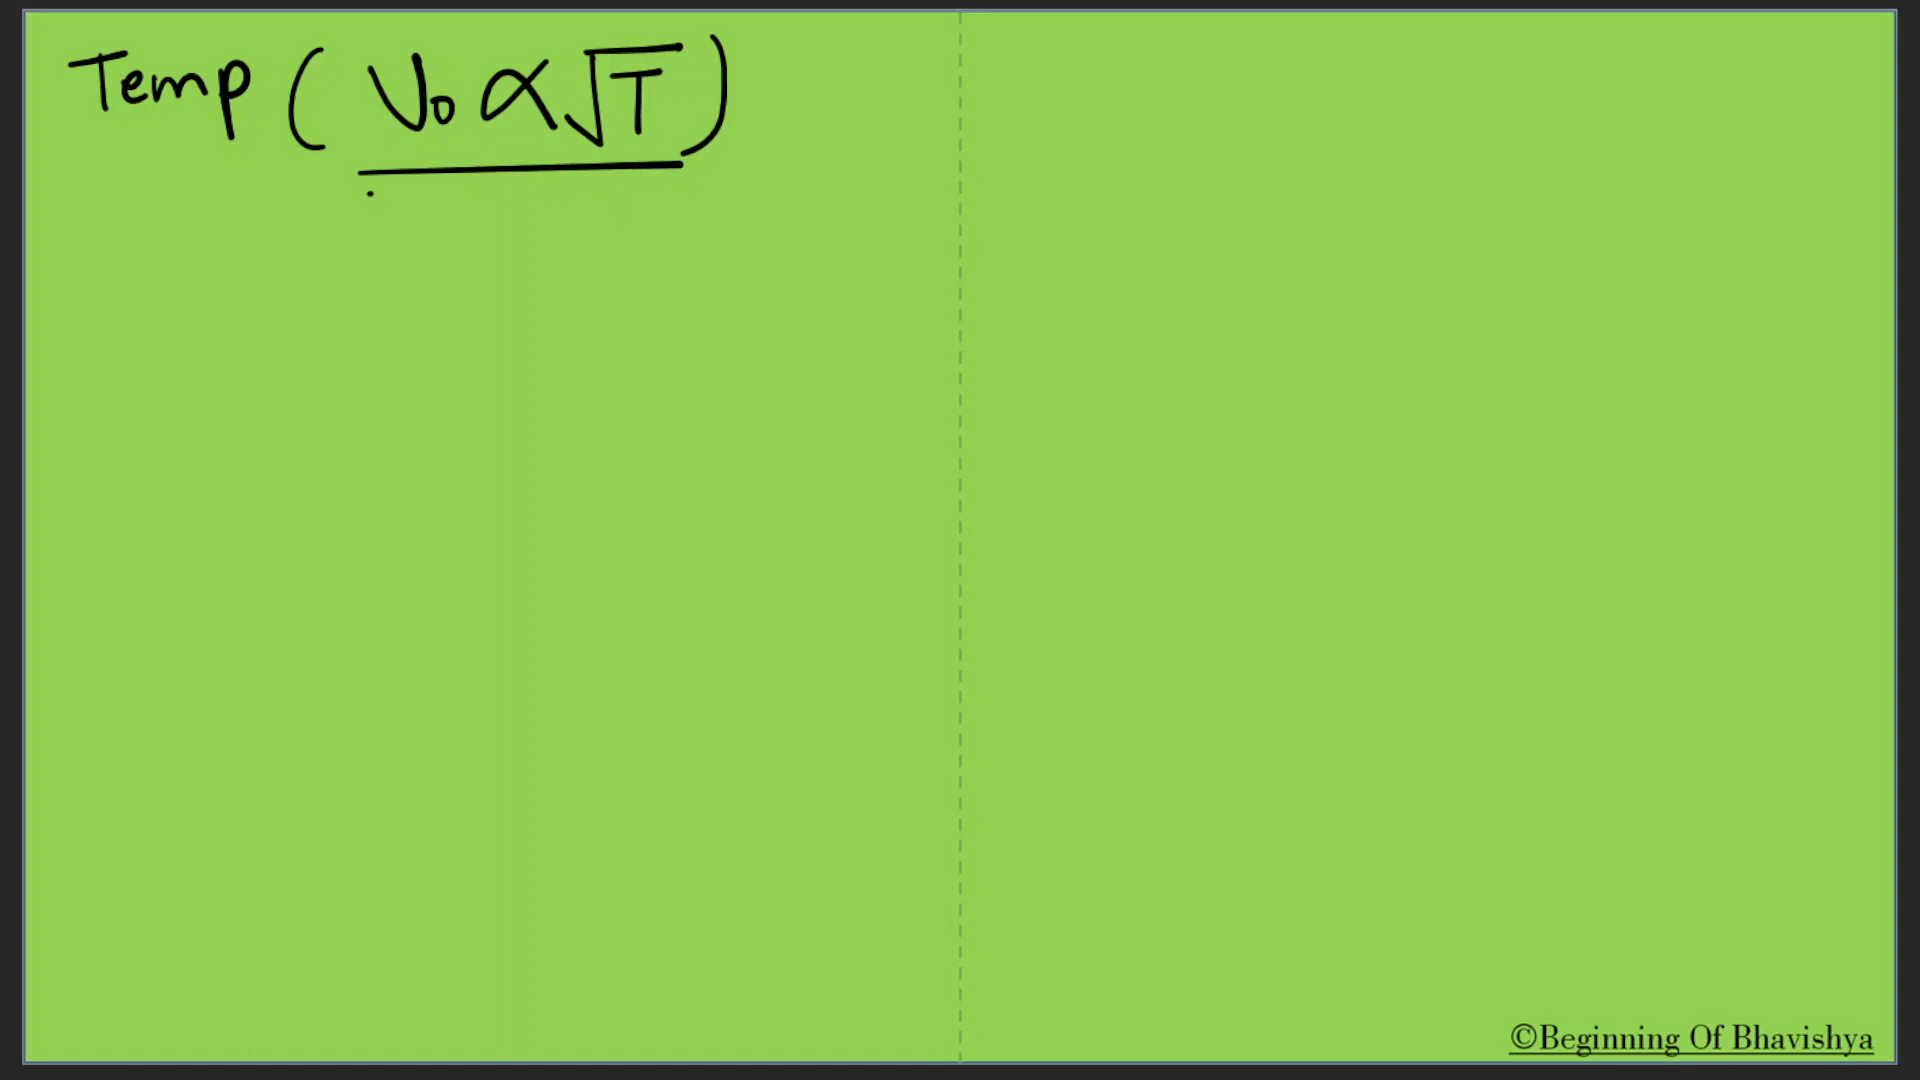 Temp ( V₀ ∝ √T )
©Beginning Of Bhavishya